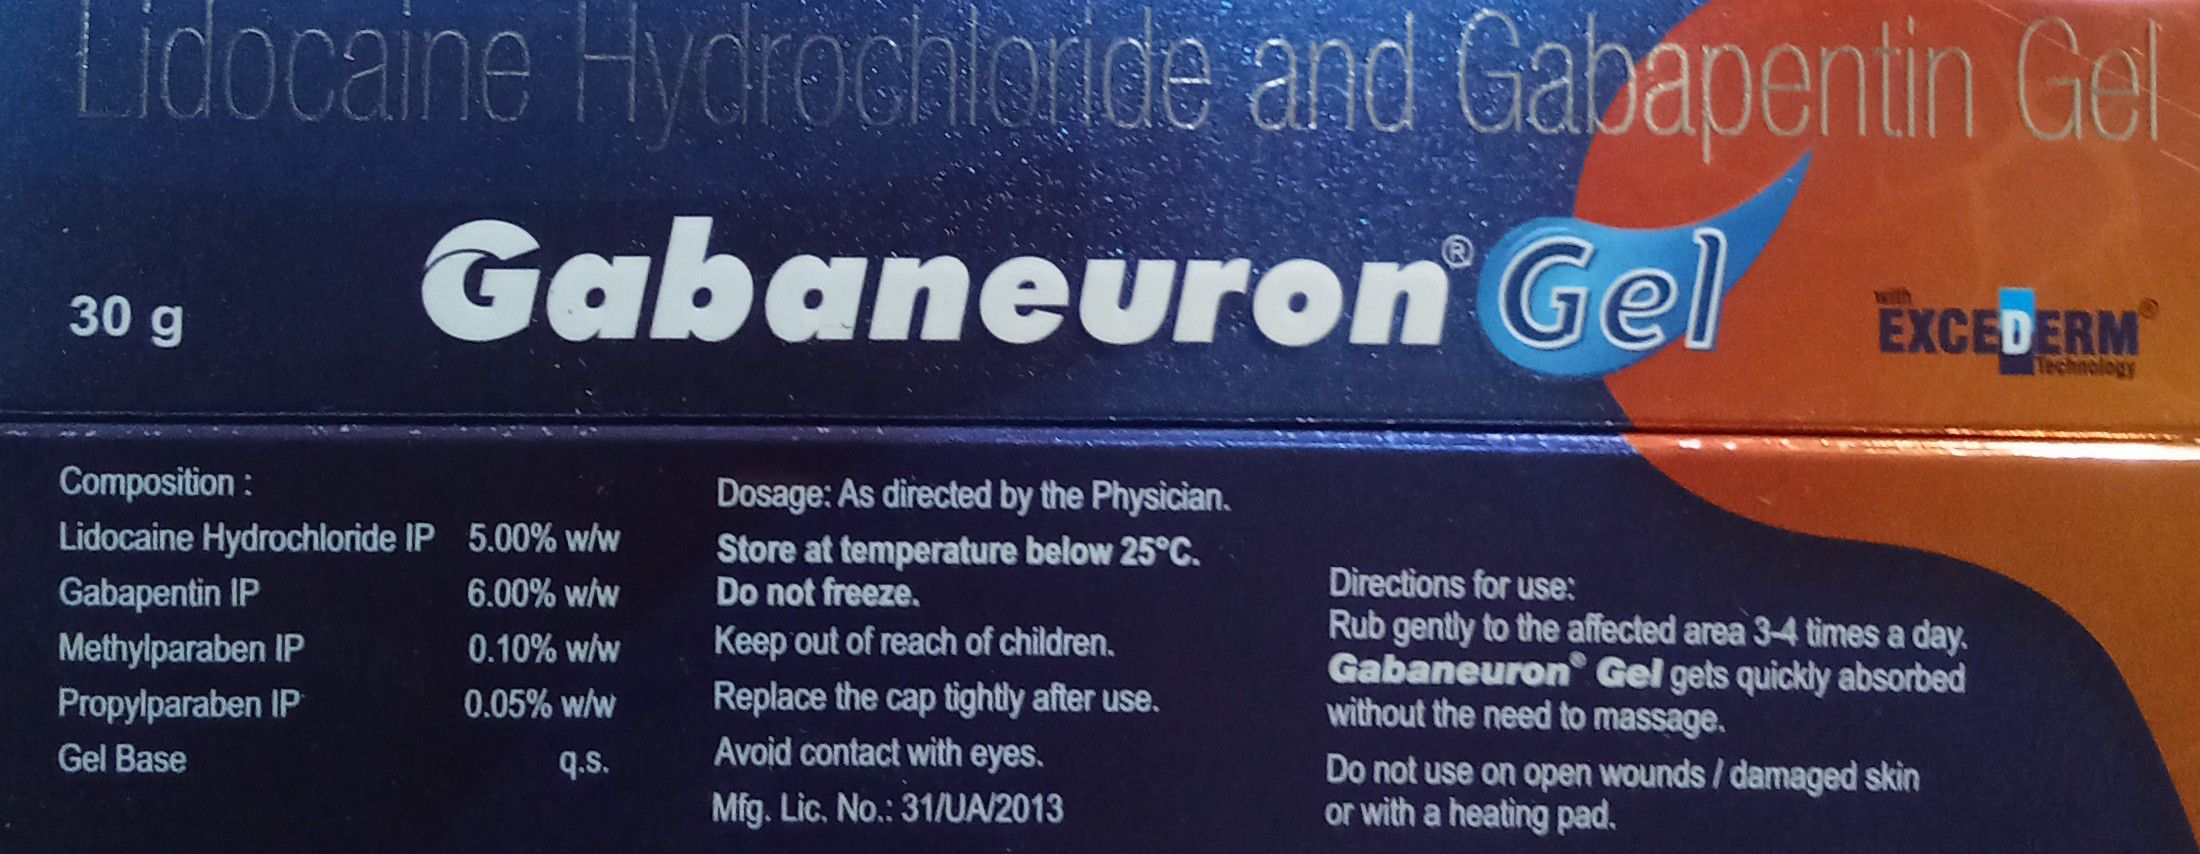 Lidocaine Hydrochloride and Gabapentin Gel
30 g
Gabaneuron® Gel
with
EXCEDERM®
Technology
Composition :
Lidocaine Hydrochloride IP 5.00% w/w
Gabapentin IP 6.00% w/w
Methylparaben IP 0.10% w/w
Propylparaben IP 0.05% w/w
Gel Base q.s.
Dosage: As directed by the Physician.
Store at temperature below 25°C.
Do not freeze.
Keep out of reach of children.
Replace the cap tightly after use.
Avoid contact with eyes.
Mfg. Lic. No.: 31/UA/2013
Directions for use:
Rub gently to the affected area 3-4 times a day.
Gabaneuron® Gel gets quickly absorbed
without the need to massage.
Do not use on open wounds / damaged skin
or with a heating pad.